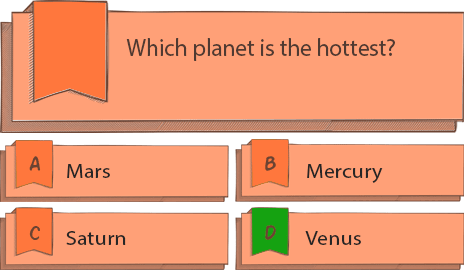 Which planet is the hottest?
A Mars
B Mercury
C Saturn
D Venus